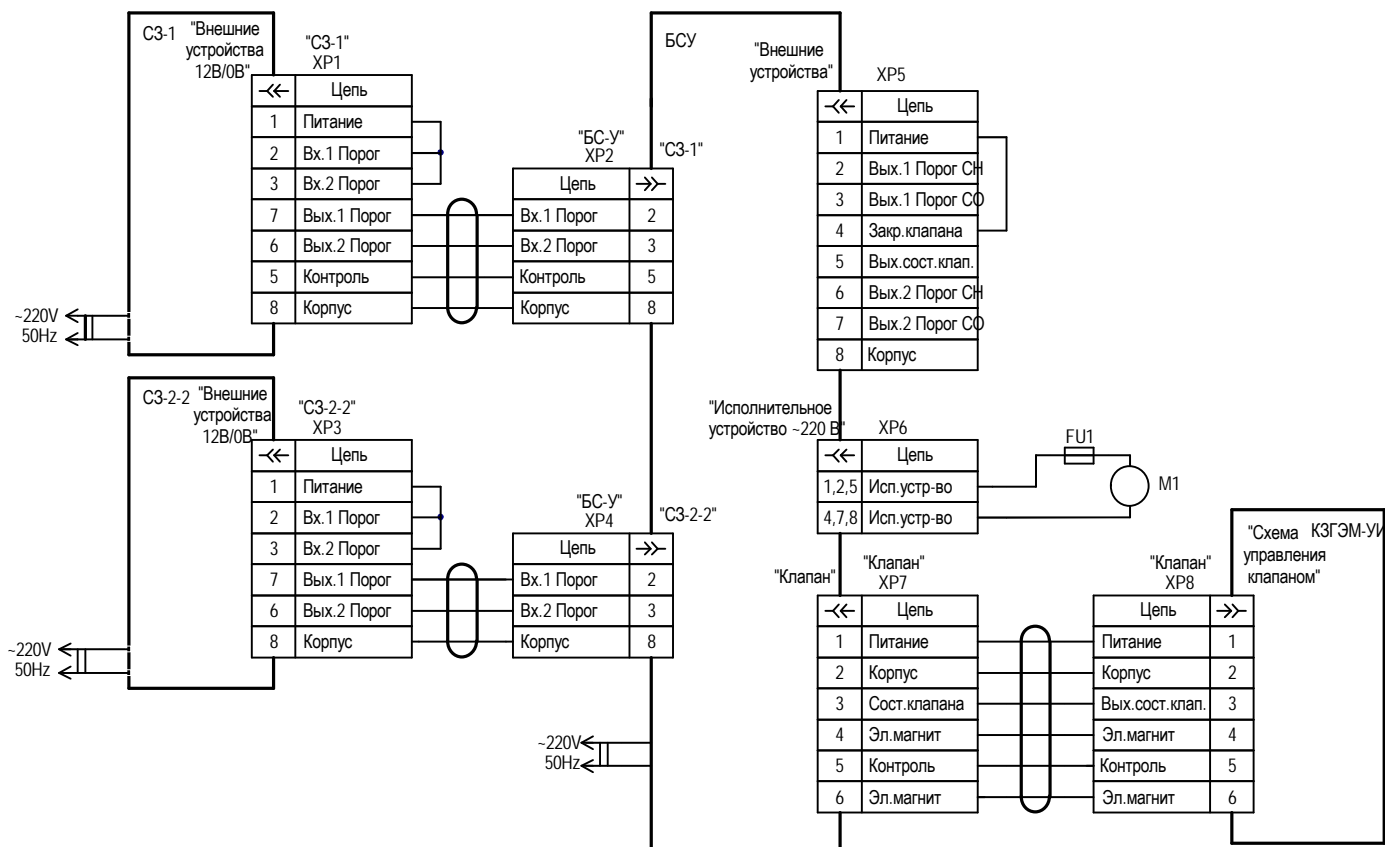 СЗ-1
"Внешние
устройства
12В/0В"
"СЗ-1"
XP1
Цепь
1 Питание
2 Вх.1 Порог
3 Вх.2 Порог
7 Вых.1 Порог
6 Вых.2 Порог
5 Контроль
8 Корпус
~220V
50Hz
"БС-У"
XP2
"СЗ-1"
Цепь
Вх.1 Порог 2
Вх.2 Порог 3
Контроль 5
Корпус 8
СЗ-2-2
"Внешние
устройства
12В/0В"
"СЗ-2-2"
XP3
Цепь
1 Питание
2 Вх.1 Порог
3 Вх.2 Порог
7 Вых.1 Порог
6 Вых.2 Порог
8 Корпус
~220V
50Hz
"БС-У"
XP4
"СЗ-2-2"
Цепь
Вх.1 Порог 2
Вх.2 Порог 3
Корпус 8
~220V
50Hz
БСУ
"Внешние
устройства"
XP5
Цепь
1 Питание
2 Вых.1 Порог СН
3 Вых.1 Порог СО
4 Закр.клапана
5 Вых.сост.клап.
6 Вых.2 Порог СН
7 Вых.2 Порог СО
8 Корпус
"Исполнительное
устройство ~220 В"
XP6
Цепь
1,2,5 Исп.устр-во
4,7,8 Исп.устр-во
FU1
M1
"Клапан"
"Клапан"
XP7
Цепь
1 Питание
2 Корпус
3 Сост.клапана
4 Эл.магнит
5 Контроль
6 Эл.магнит
"Клапан"
XP8
Цепь
Питание 1
Корпус 2
Вых.сост.клап. 3
Эл.магнит 4
Контроль 5
Эл.магнит 6
"Схема
управления
клапаном"
КЗГЭМ-УИ